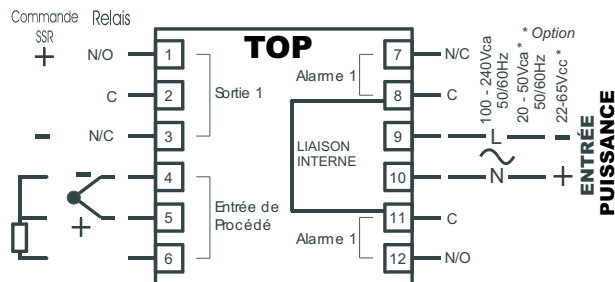 Commande
SSR
Relais
TOP
+
N/O
1
C
2
Sortie 1
-
N/C
3
-
4
+
5
Entrée de
Procédé
6
LIAISON
INTERNE
Alarme 1
7
N/C
8
C
9
L
-
10
N
+
11
C
Alarme 1
12
N/O
100 - 240Vca
50/60Hz
20 - 50Vca *
50/60Hz
22-65Vcc *
* Option
ENTRÉE
PUISSANCE